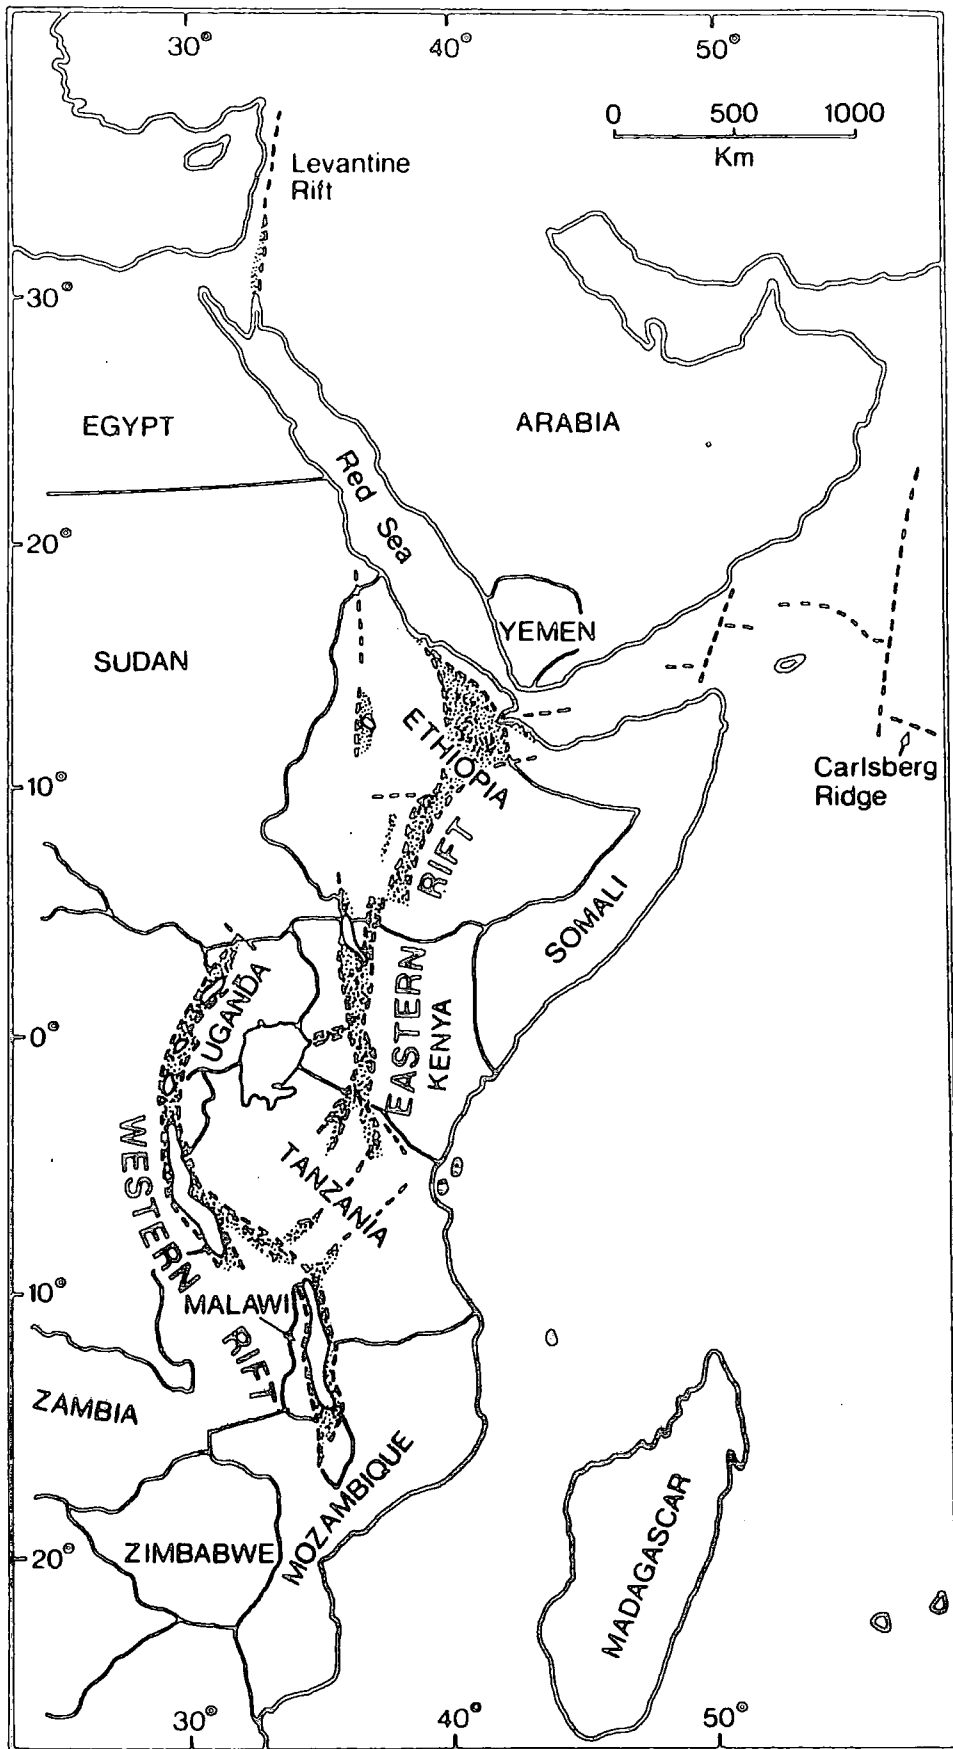 30°
40°
50°
0 500 1000
Km
Levantine
Rift
30°
EGYPT
ARABIA
Red Sea
20°
YEMEN
SUDAN
ETHIOPIA
Carlsberg
Ridge
10°
EASTERN RIFT
SOMALI
UGANDA
KENYA
0°
WESTERN RIFT
TANZANIA
10°
MALAWI
ZAMBIA
MOZAMBIQUE
MADAGASCAR
20°
ZIMBABWE
30°
40°
50°